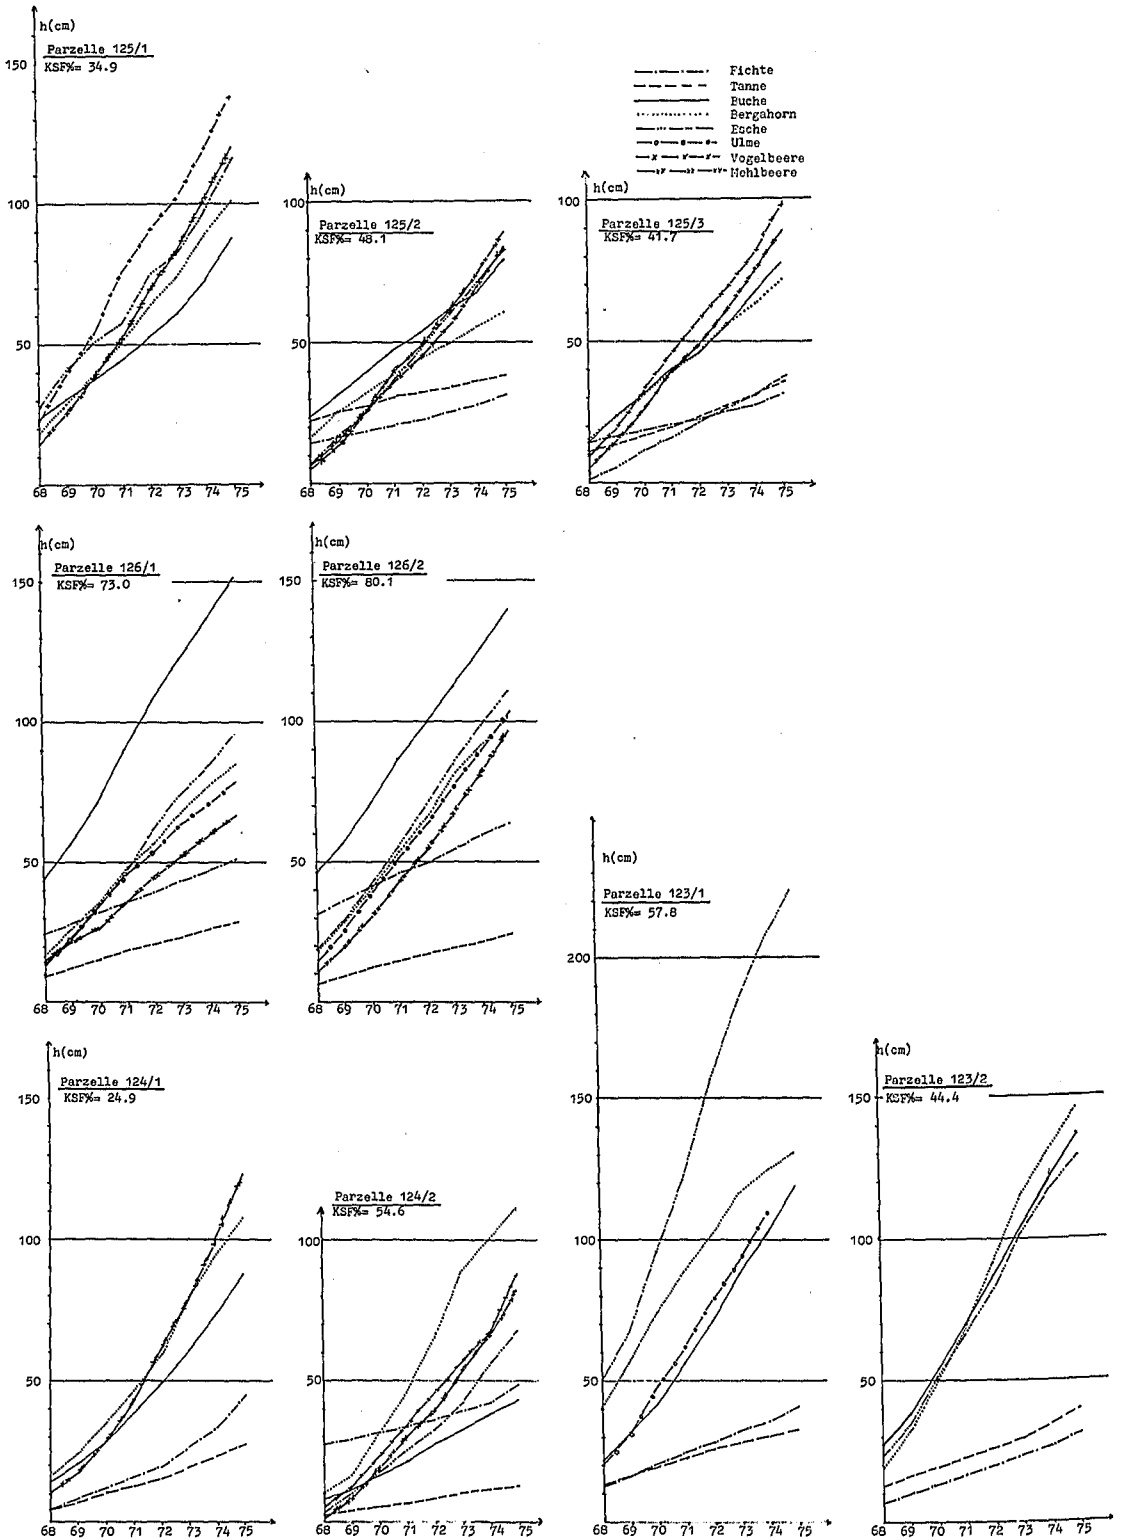 h(cm)
Parzelle 125/1
KSF%= 34.9
150
100
50
68 69 70 71 72 73 74 75
Fichte
Tanne
Buche
Bergahorn
Esche
Ulme
Vogelbeere
Mehlbeere
h(cm)
100
Parzelle 125/2
KSF%= 48.1
50
68 69 70 71 72 73 74 75
h(cm)
100
Parzelle 125/3
KSF%= 41.7
50
68 69 70 71 72 73 74 75
h(cm)
Parzelle 126/1
KSF%= 73.0
150
100
50
68 69 70 71 72 73 74 75
h(cm)
Parzelle 126/2
KSF%= 80.1
150
100
50
68 69 70 71 72 73 74 75
h(cm)
Parzelle 123/1
KSF%= 57.8
200
150
100
50
68 69 70 71 72 73 74 75
h(cm)
Parzelle 123/2
KSF%= 44.4
150
100
50
68 69 70 71 72 73 74 75
h(cm)
Parzelle 124/1
KSF%= 24.9
150
100
50
68 69 70 71 72 73 74 75
Parzelle 124/2
KSF%= 54.6
100
50
68 69 70 71 72 73 74 75